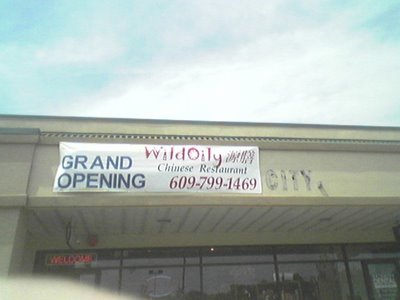 WildOily
GRAND Chinese Restaurant
OPENING 609-799-1469
CITY
WELCOME